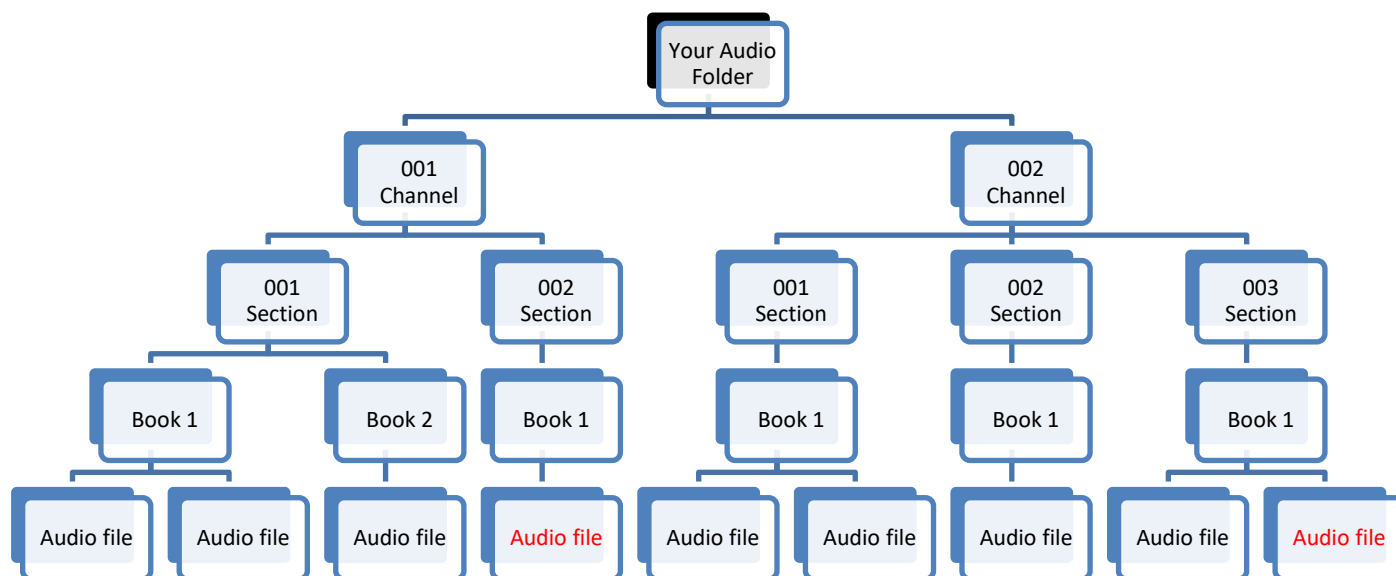 Your Audio
Folder
001
Channel
002
Channel
001
Section
002
Section
001
Section
002
Section
003
Section
Book 1
Book 2
Book 1
Book 1
Book 1
Book 1
Audio file
Audio file
Audio file
Audio file
Audio file
Audio file
Audio file
Audio file
Audio file